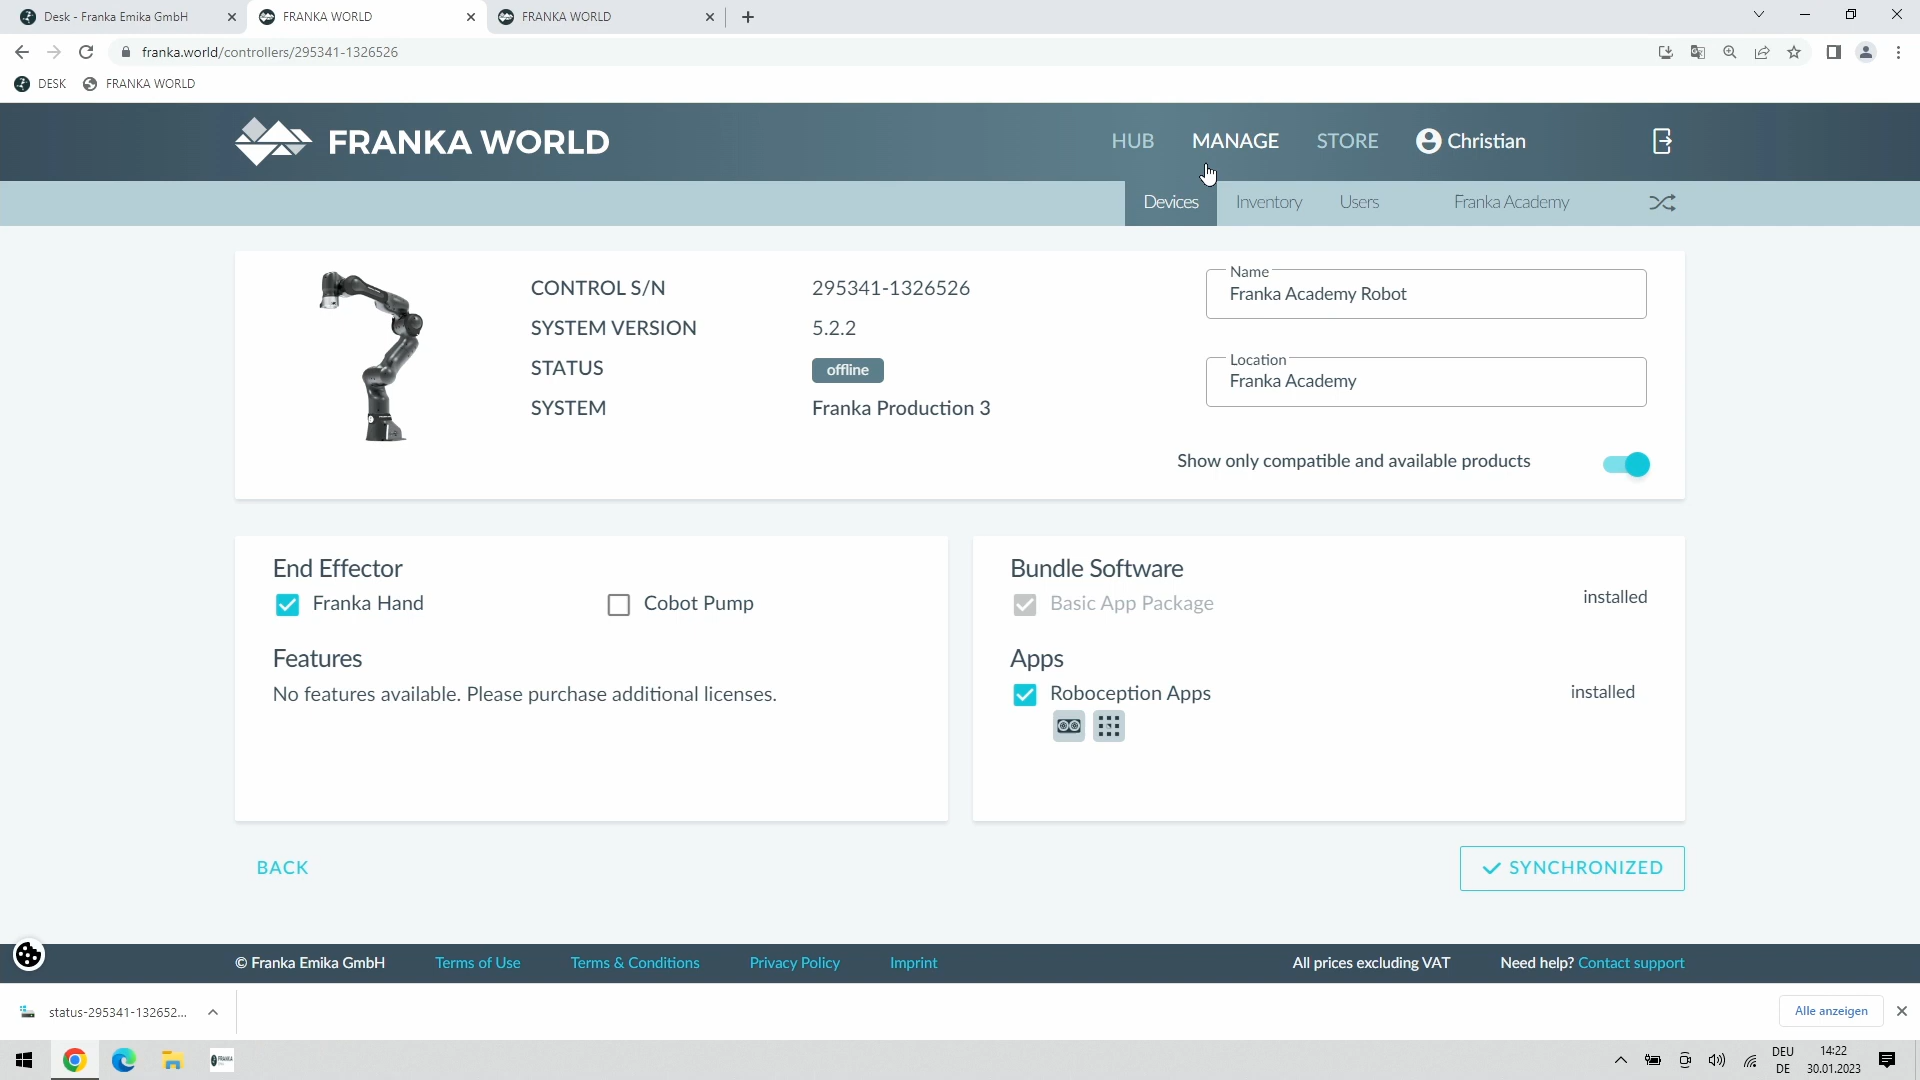 Desk - Franka Emika GmbH
FRANKA WORLD
FRANKA WORLD
franka.world/controllers/295341-1326526
DESK
FRANKA WORLD
FRANKA WORLD
HUB
MANAGE
STORE
Christian
Devices
Inventory
Users
Franka Academy
CONTROL S/N
295341-1326526
SYSTEM VERSION
5.2.2
STATUS
offline
SYSTEM
Franka Production 3
Name
Franka Academy Robot
Location
Franka Academy
Show only compatible and available products
End Effector
Franka Hand
Cobot Pump
Features
No features available. Please purchase additional licenses.
Bundle Software
Basic App Package
installed
Apps
Roboception Apps
installed
BACK
SYNCHRONIZED
© Franka Emika GmbH
Terms of Use
Terms & Conditions
Privacy Policy
Imprint
All prices excluding VAT
Need help? Contact support
status-295341-132652...
Alle anzeigen
DEU
DE
14:22
30.01.2023